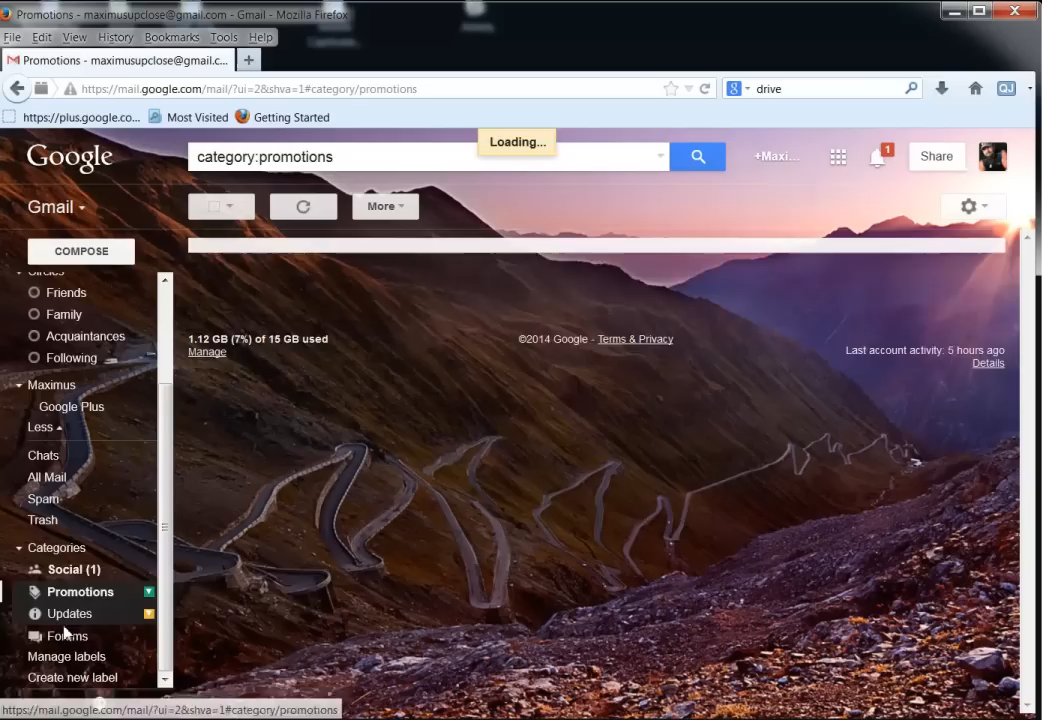 Promotions - maximusupclose@gmail.com - Gmail - Mozilla Firefox
File Edit View History Bookmarks Tools Help
Promotions - maximusupclose@gmail.c...
https://mail.google.com/mail/?ui=2&shva=1#category/promotions
drive
https://plus.google.co... Most Visited Getting Started
Loading...
Google
category:promotions
+Maxi...
1
Share
Gmail
More
COMPOSE
Circles
Friends
Family
Acquaintances
Following
Maximus
Google Plus
Less
Chats
All Mail
Spam
Trash
Categories
Social (1)
Promotions
Updates
Forums
Manage labels
Create new label
1.12 GB (7%) of 15 GB used
Manage
©2014 Google - Terms & Privacy
Last account activity: 5 hours ago
Details
https://mail.google.com/mail/?ui=2&shva=1#category/promotions